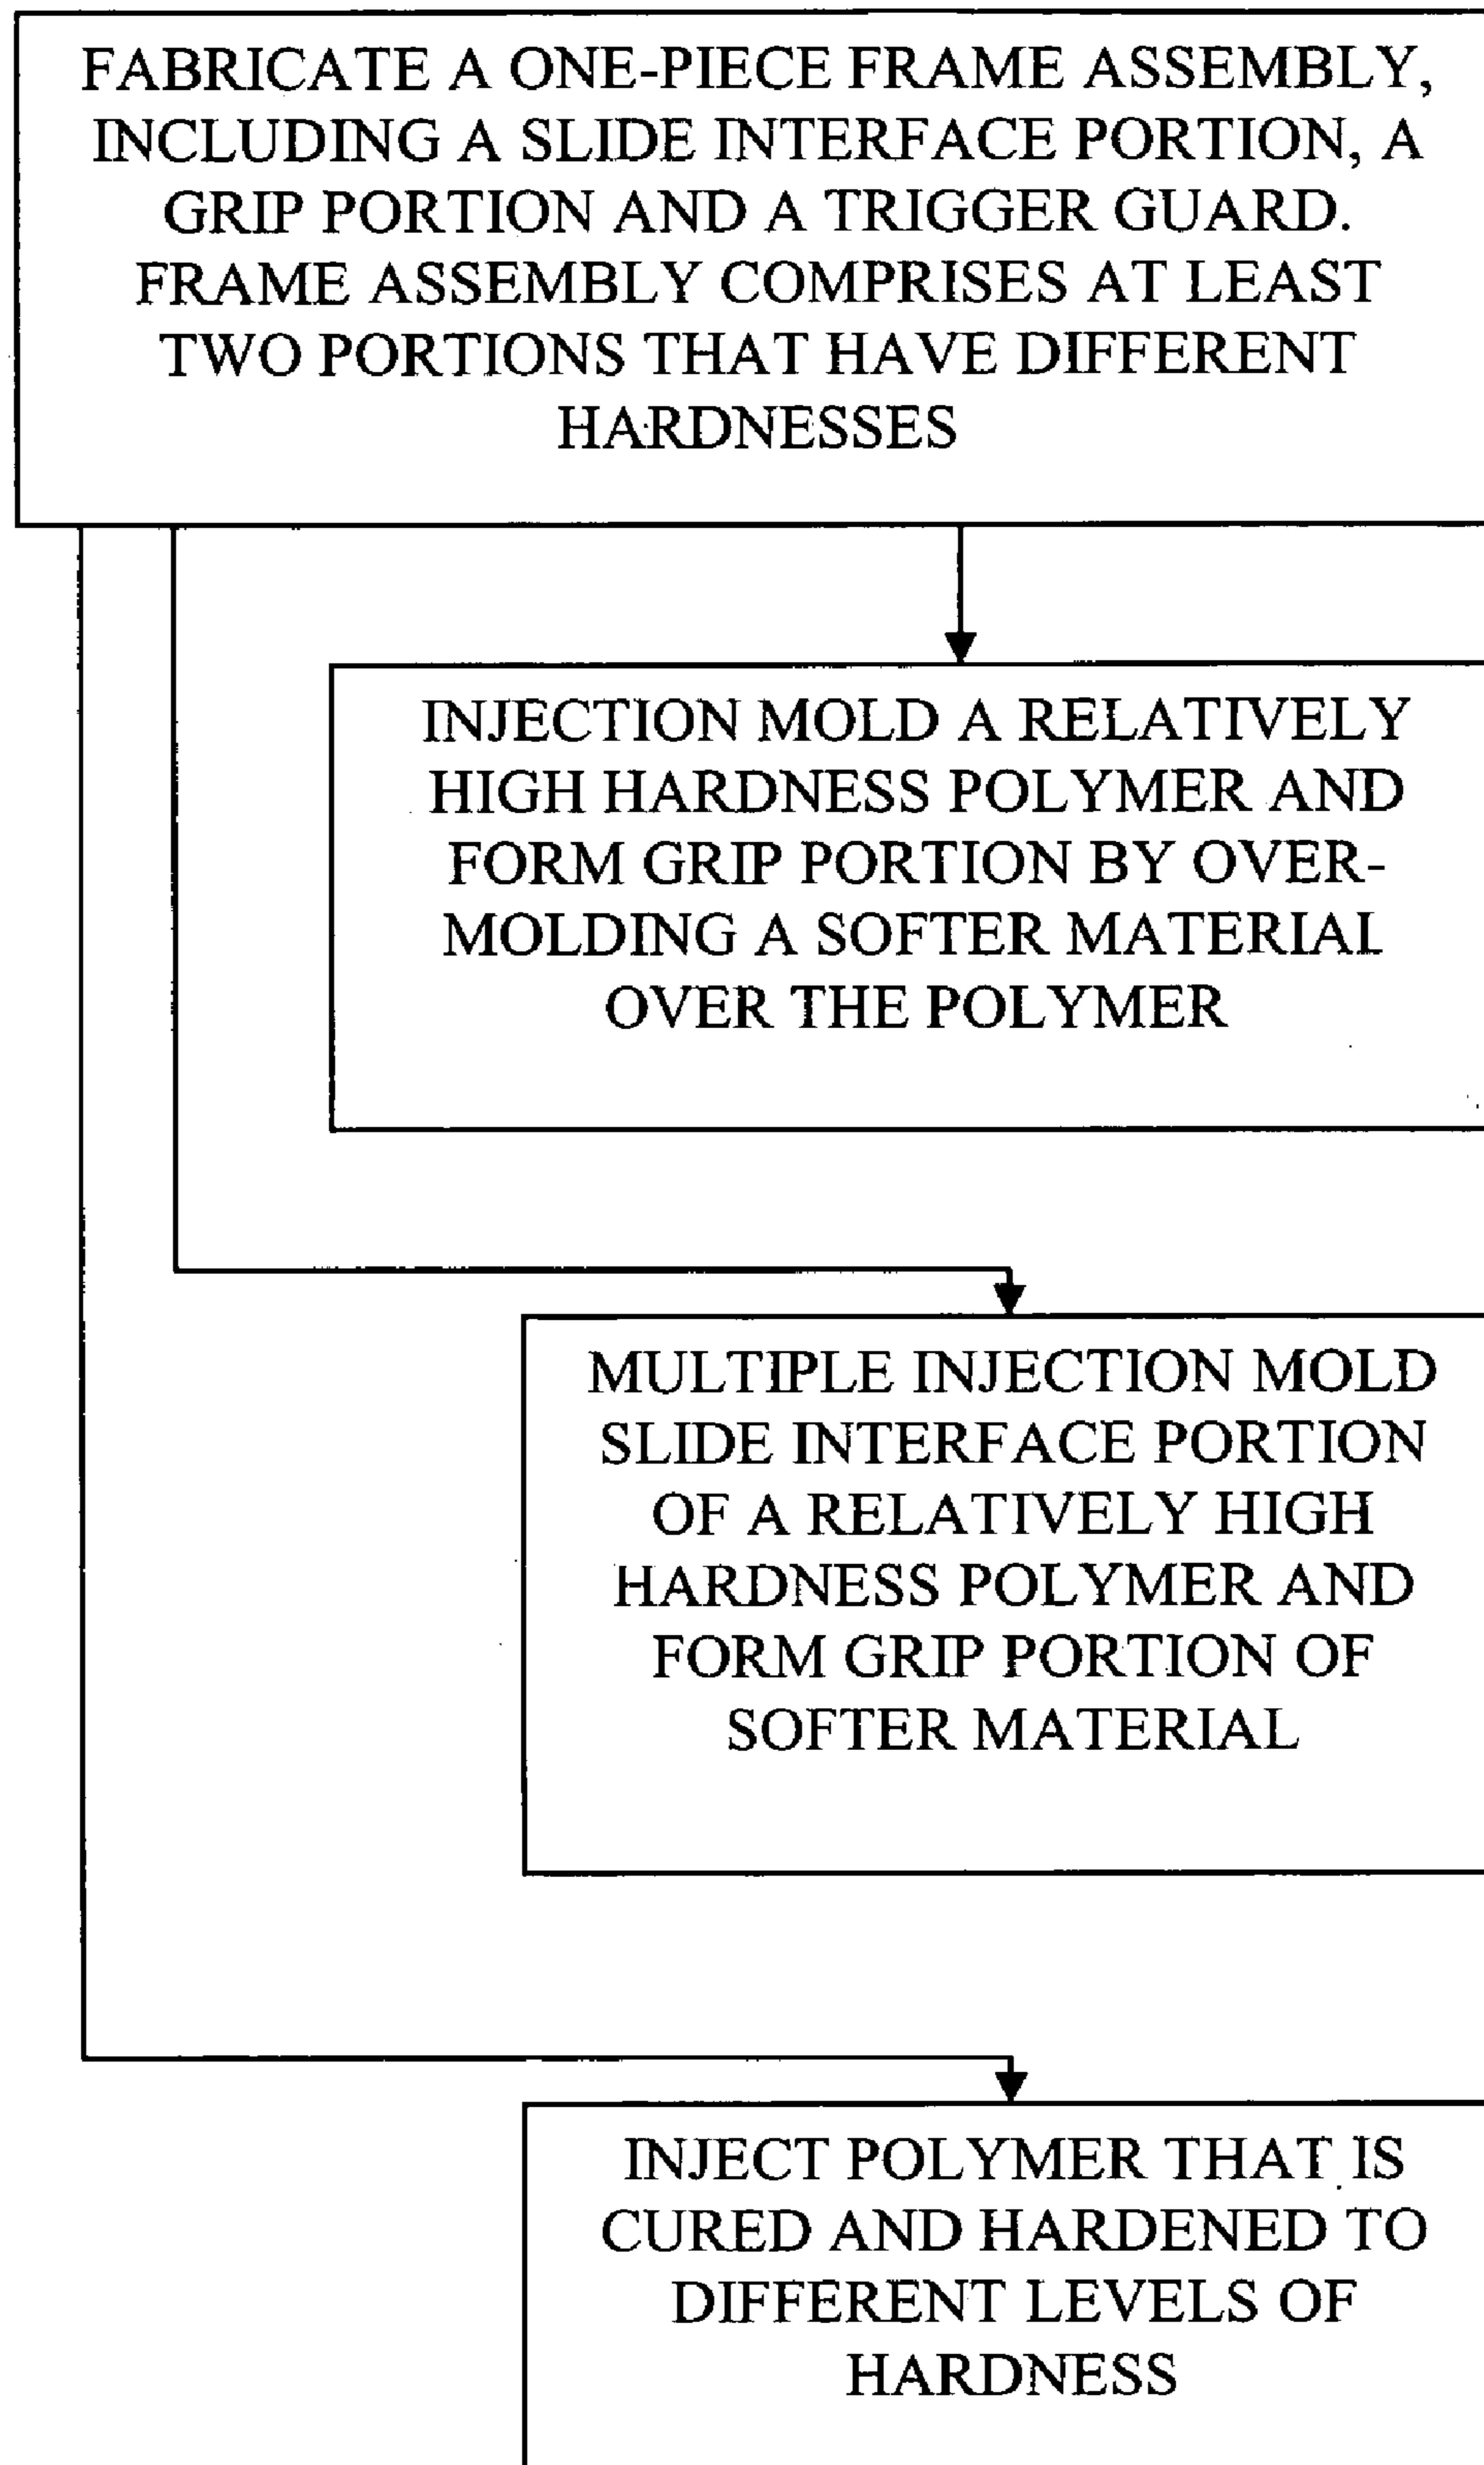 FABRICATE A ONE-PIECE FRAME ASSEMBLY,
INCLUDING A SLIDE INTERFACE PORTION, A
GRIP PORTION AND A TRIGGER GUARD.
FRAME ASSEMBLY COMPRISES AT LEAST
TWO PORTIONS THAT HAVE DIFFERENT
HARDNESSES
INJECTION MOLD A RELATIVELY
HIGH HARDNESS POLYMER AND
FORM GRIP PORTION BY OVER-
MOLDING A SOFTER MATERIAL
OVER THE POLYMER
MULTIPLE INJECTION MOLD
SLIDE INTERFACE PORTION
OF A RELATIVELY HIGH
HARDNESS POLYMER AND
FORM GRIP PORTION OF
SOFTER MATERIAL
INJECT POLYMER THAT IS
CURED AND HARDENED TO
DIFFERENT LEVELS OF
HARDNESS